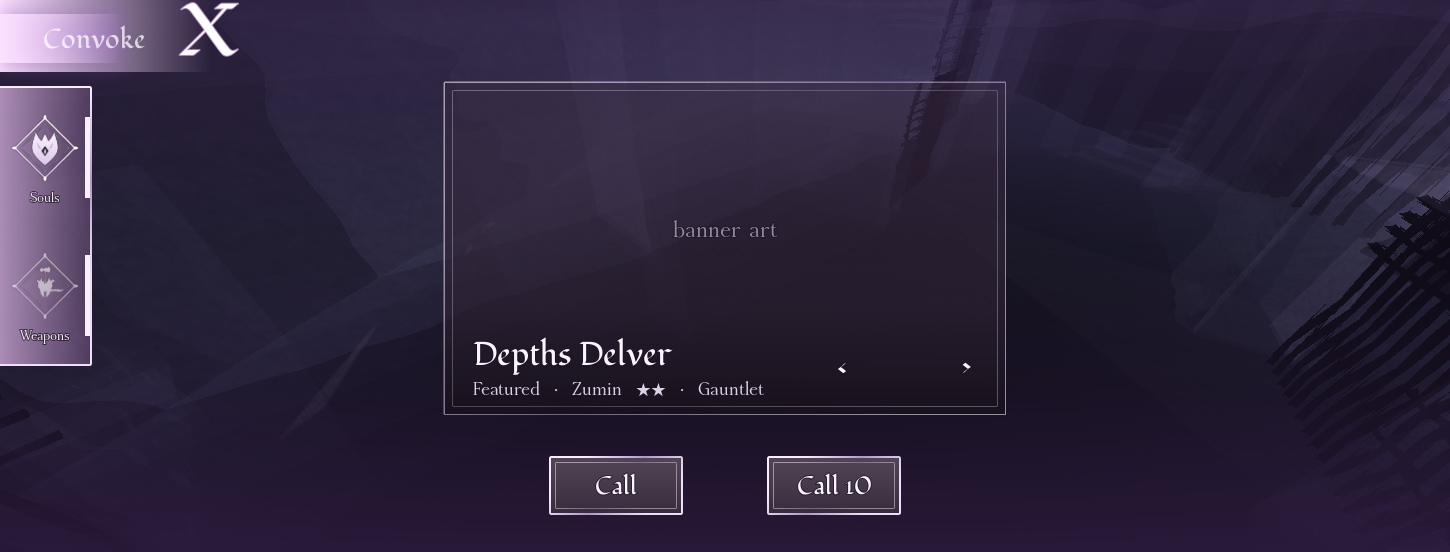 Convoke X
Souls
Weapons
banner art
Depths Delver
Featured · Zumin ★★ · Gauntlet
Call
Call 10